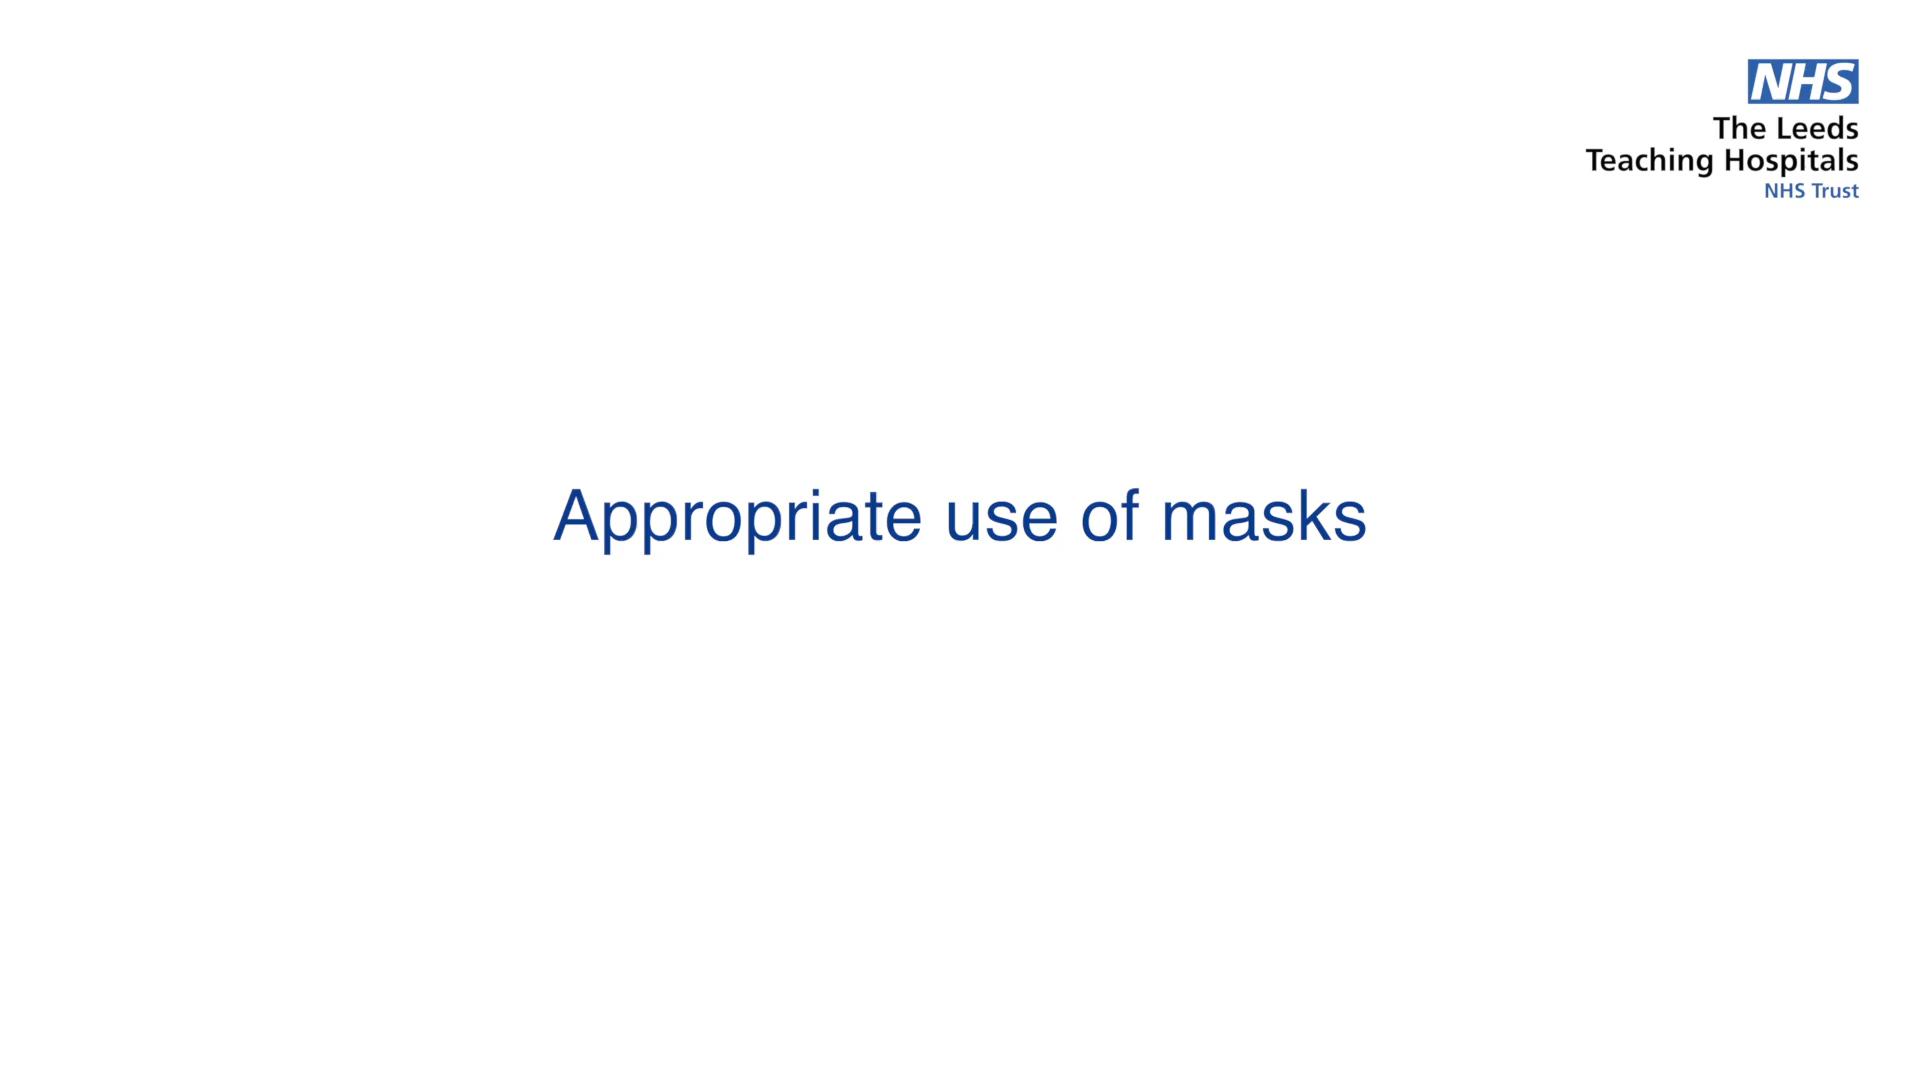 NHS
The Leeds
Teaching Hospitals
NHS Trust
Appropriate use of masks